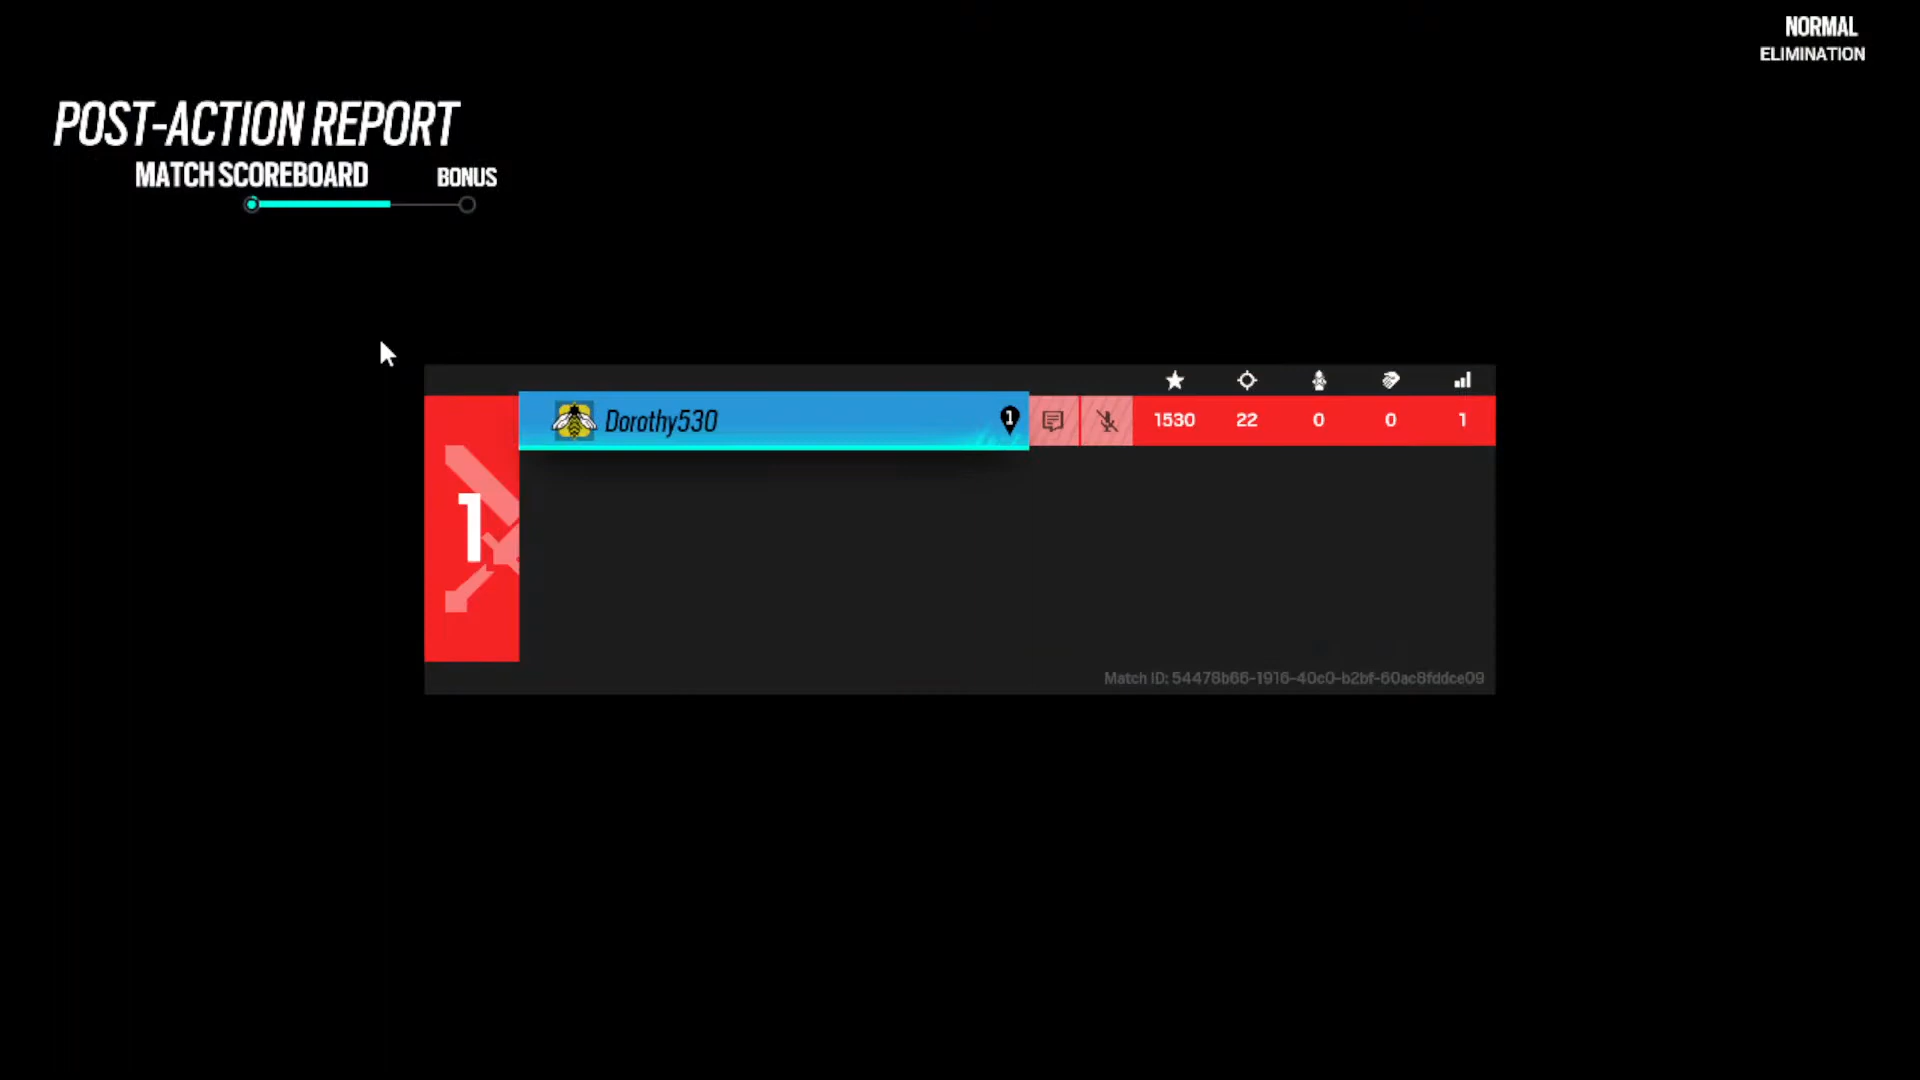 NORMAL
ELIMINATION
POST-ACTION REPORT
MATCH SCOREBOARD BONUS
Dorothy530 1 1530 22 0 0 1
1
Match ID: 54478b66-1916-40c0-b2bf-60ac8fddce09